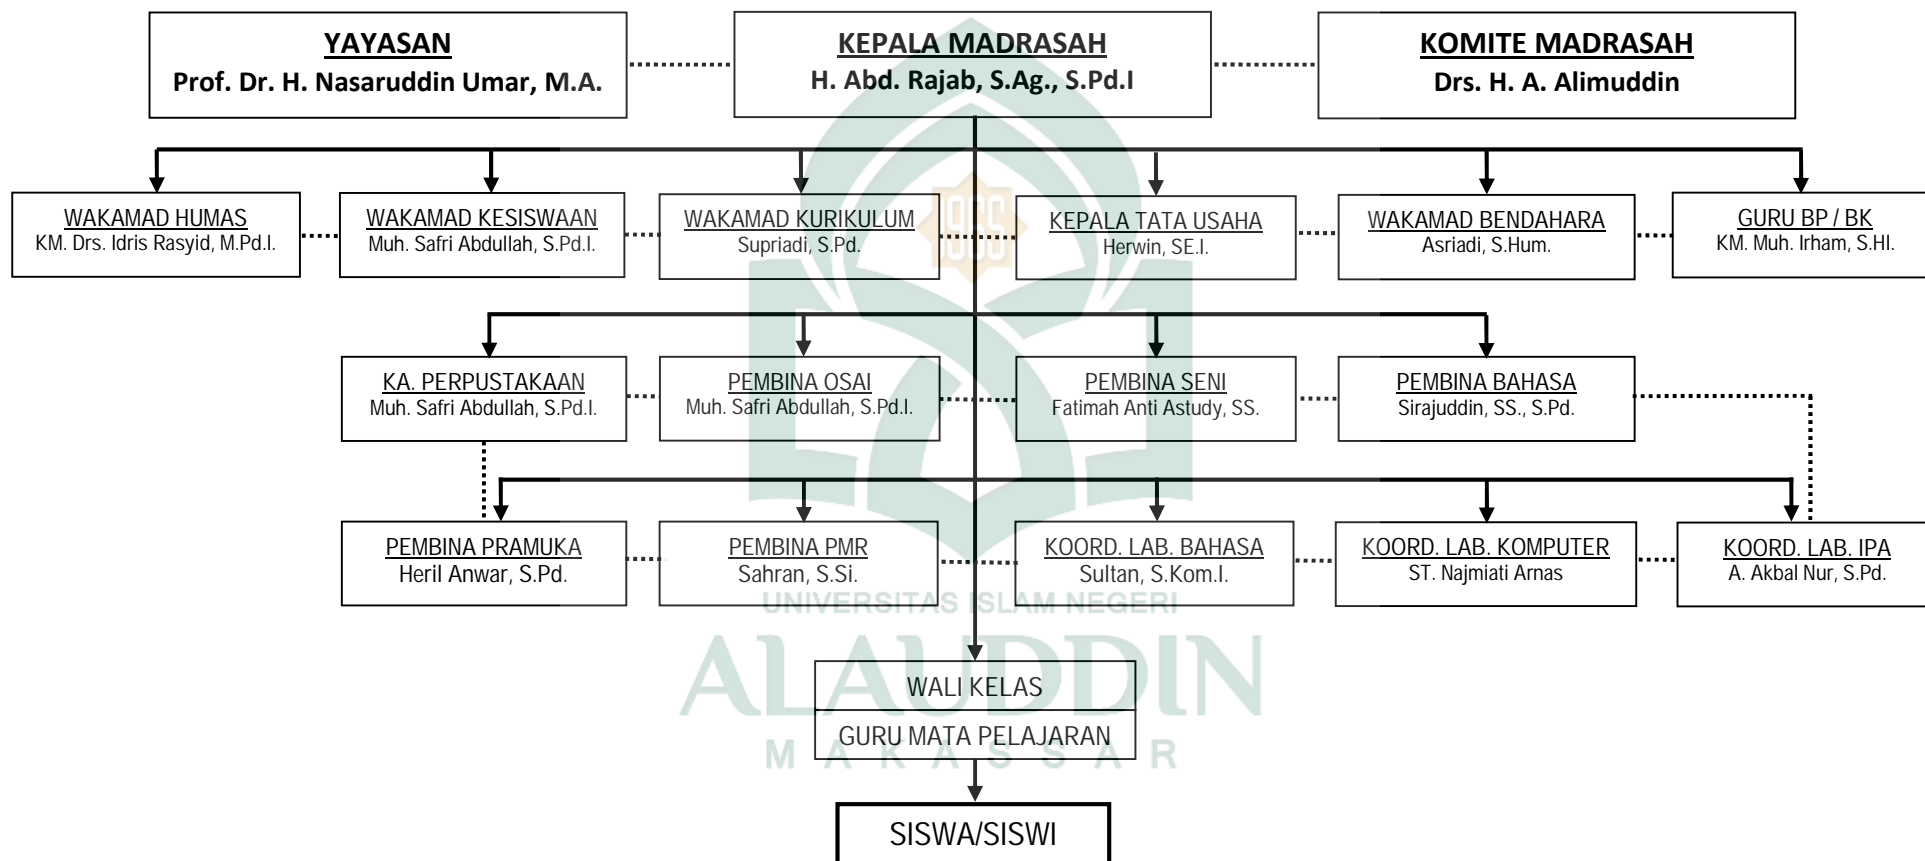 YAYASAN
Prof. Dr. H. Nasaruddin Umar, M.A.
KEPALA MADRASAH
H. Abd. Rajab, S.Ag., S.Pd.I
KOMITE MADRASAH
Drs. H. A. Alimuddin
WAKAMAD HUMAS
KM. Drs. Idris Rasyid, M.Pd.I.
WAKAMAD KESISWAAN
Muh. Safri Abdullah, S.Pd.I.
WAKAMAD KURIKULUM
Supriadi, S.Pd.
KEPALA TATA USAHA
Herwin, SE.I.
WAKAMAD BENDAHARA
Asriadi, S.Hum.
GURU BP / BK
KM. Muh. Irham, S.HI.
1965
KA. PERPUSTAKAAN
Muh. Safri Abdullah, S.Pd.I.
PEMBINA OSAI
Muh. Safri Abdullah, S.Pd.I.
PEMBINA SENI
Fatimah Anti Astudy, SS.
PEMBINA BAHASA
Sirajuddin, SS., S.Pd.
PEMBINA PRAMUKA
Heril Anwar, S.Pd.
PEMBINA PMR
Sahran, S.Si.
KOORD. LAB. BAHASA
Sultan, S.Kom.I.
KOORD. LAB. KOMPUTER
ST. Najmiati Arnas
KOORD. LAB. IPA
A. Akbal Nur, S.Pd.
UNIVERSITAS ISLAM NEGERI
ALAUDDIN
MAKASSAR
WALI KELAS
GURU MATA PELAJARAN
SISWA/SISWI